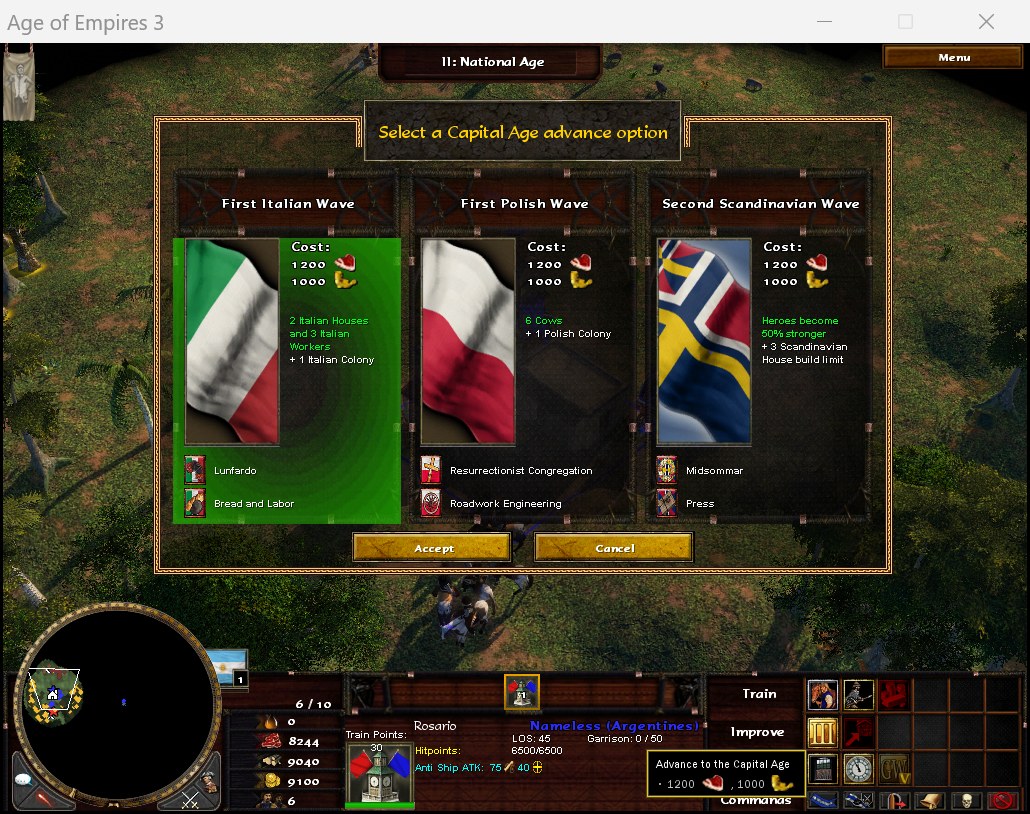 Age of Empires 3
II: National Age
Menu
Select a Capital Age advance option
First Italian Wave
Cost:
1200
1000
2 Italian Houses
and 3 Italian
Workers
+ 1 Italian Colony
Lunfardo
Bread and Labor
First Polish Wave
Cost:
1200
1000
6 Cows
+ 1 Polish Colony
Resurrectionist Congregation
Roadwork Engineering
Second Scandinavian Wave
Cost:
1200
1000
Heroes become
50% stronger
+ 3 Scandinavian
House build limit
Midsommar
Press
Accept
Cancel
1
6 / 10
0
8244
9040
9100
6
1
Train Points:
30
Rosario
Nameless (Argentines)
LOS: 45
Garrison: 0 / 50
Hitpoints:
6500/6500
Anti Ship ATK: 75
40
Train
Improve
Advance to the Capital Age
· 1200 , 1000
Commands
GW